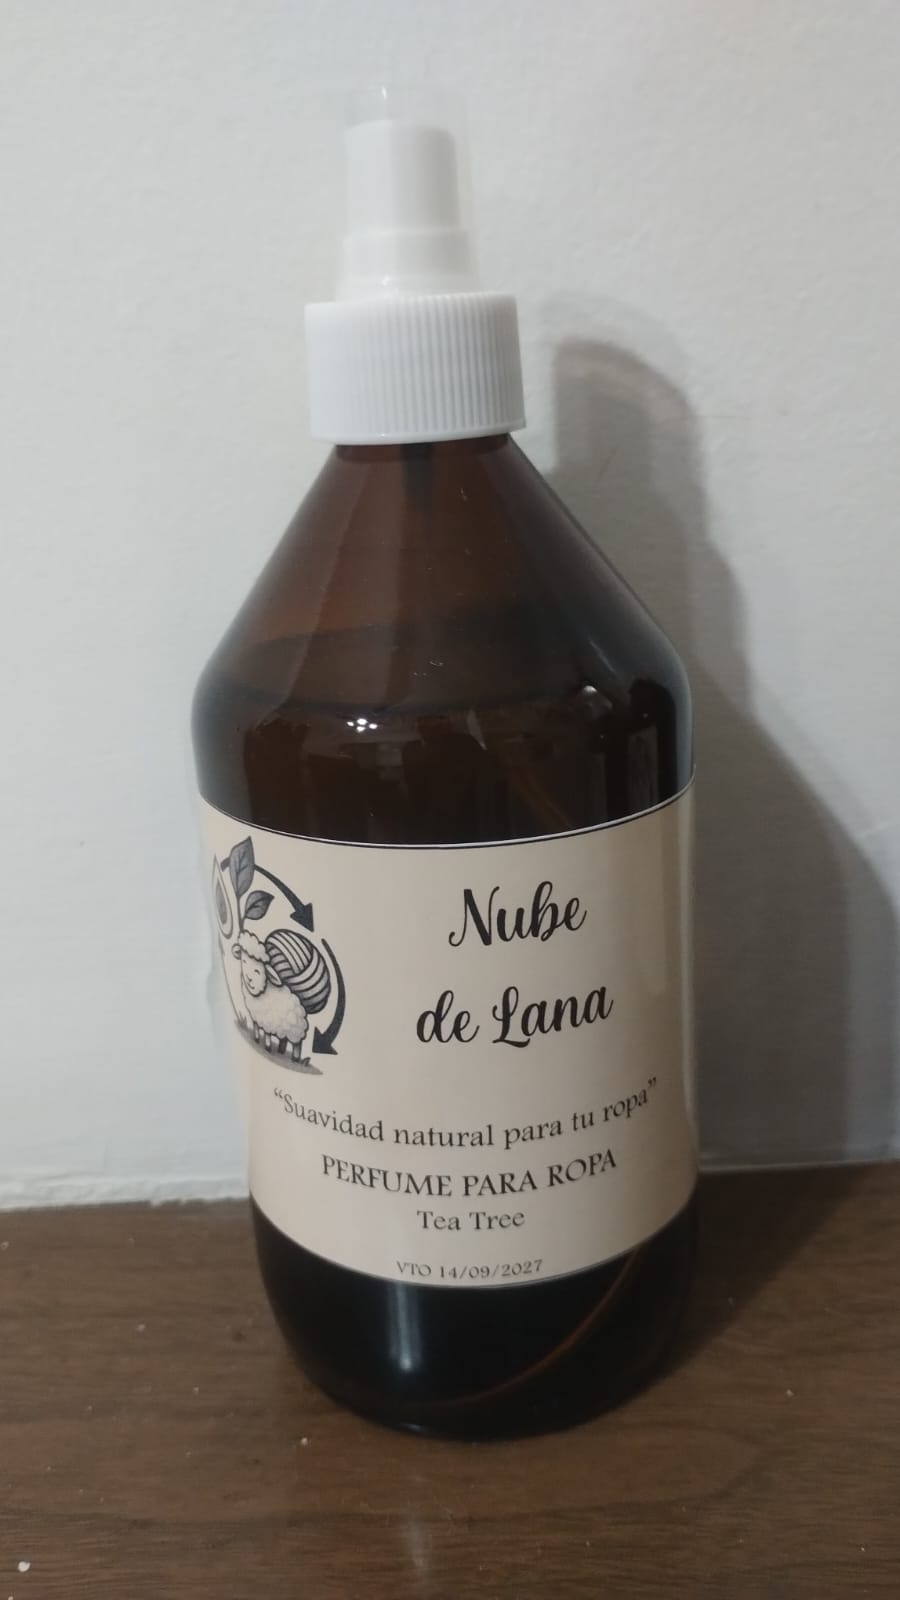 Nube
de Lana
“Suavidad natural para tu ropa”
PERFUME PARA ROPA
Tea Tree
VTO 14/09/2027